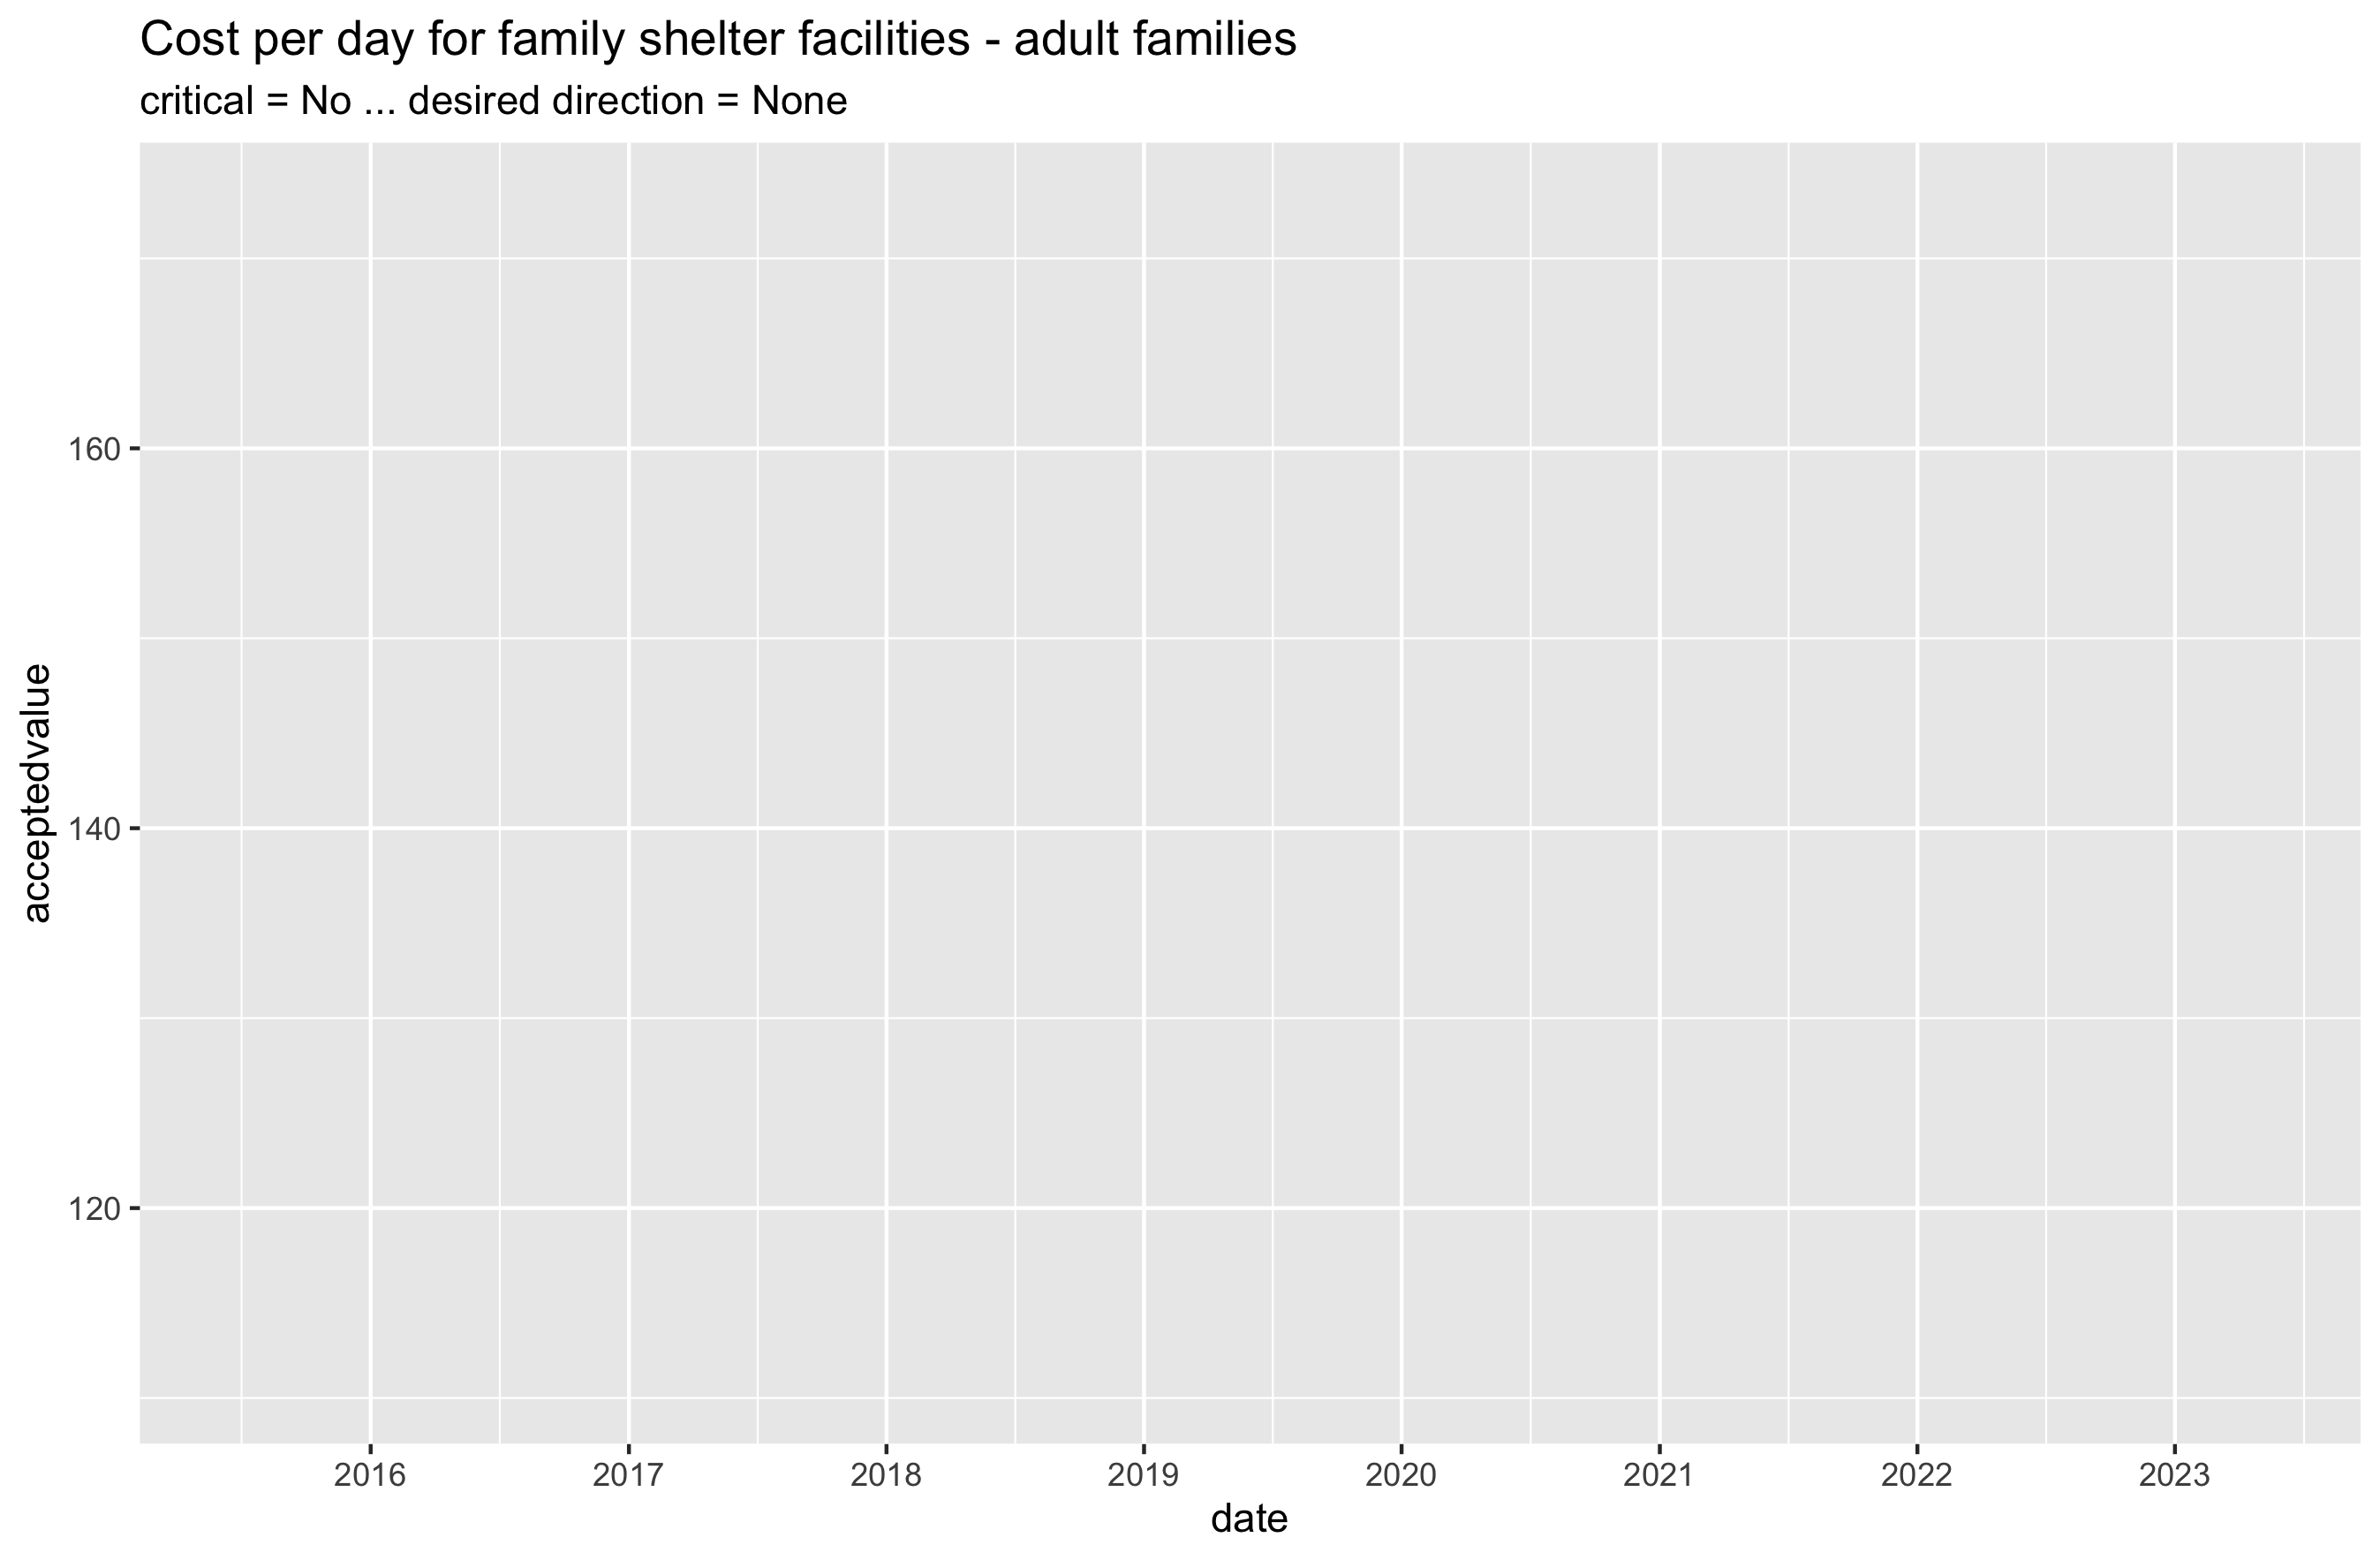 Cost per day for family shelter facilities - adult families
critical = No ... desired direction = None
acceptedvalue
160
140
120
2016 2017 2018 2019 2020 2021 2022 2023
date